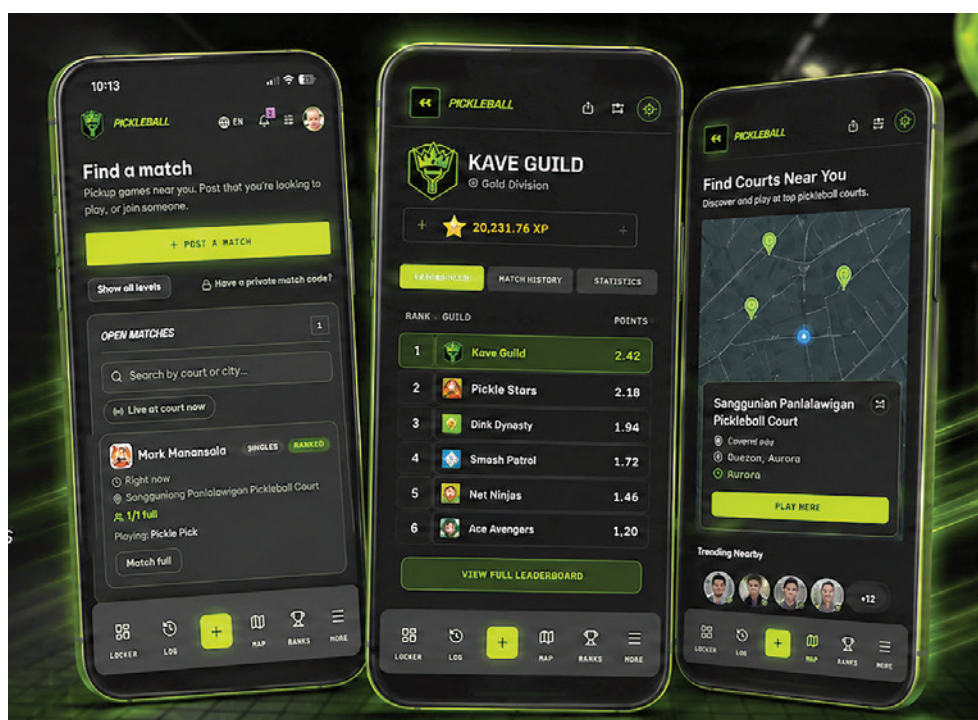 10:13
PICKLEBALL
EN
2
Find a match
Pickup games near you. Post that you're looking to
play, or join someone.
+ POST A MATCH
Show all levels
Have a private match code?
OPEN MATCHES
1
Search by court or city...
Live at court now
Mark Manansala
SINGLES
RANKED
Right now
Sangguniang Panlalawigan Pickleball Court
1/1 full
Playing: Pickle Pick
Match full
LOCKER
LOG
+
MAP
RANKS
MORE
PICKLEBALL
KAVE GUILD
Gold Division
+ 20,231.76 XP +
LEADERBOARD
MATCH HISTORY
STATISTICS
RANK GUILD POINTS
1 Kave Guild 2.42
2 Pickle Stars 2.18
3 Dink Dynasty 1.94
4 Smash Patrol 1.72
5 Net Ninjas 1.46
6 Ace Avengers 1,20
VIEW FULL LEADERBOARD
LOCKER
LOG
+
MAP
RANKS
MORE
PICKLEBALL
Find Courts Near You
Discover and play at top pickleball courts.
Sanggunian Panlalawigan
Pickleball Court
Aurora
Aurora
PLAY HERE
Trending Nearby
+12
LOCKER
LOG
+
MAP
RANKS
MORE
s